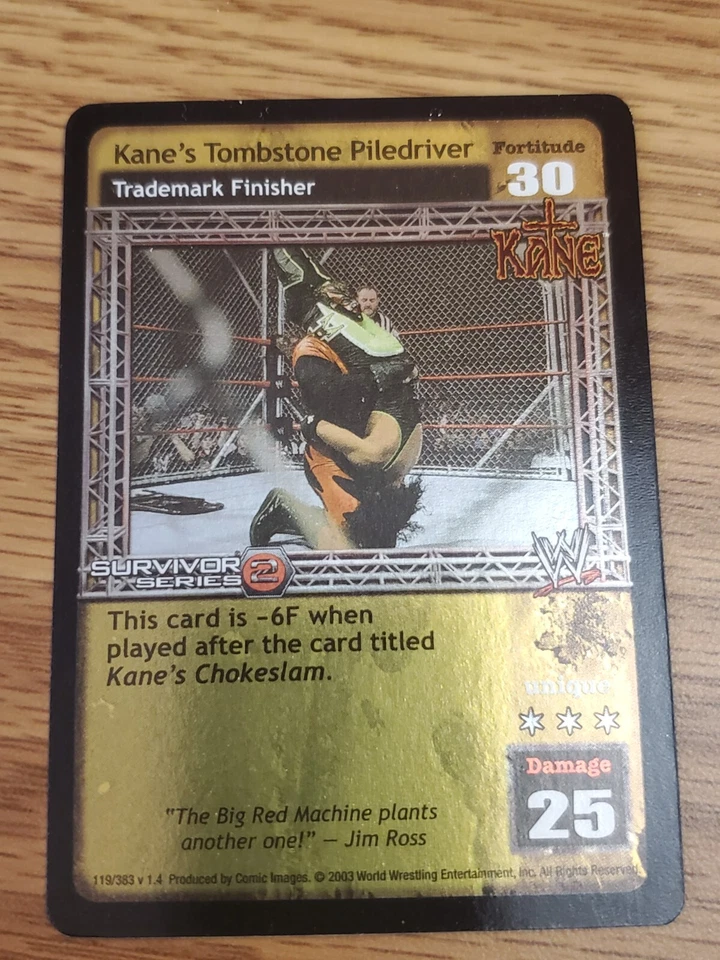 Kane's Tombstone Piledriver
Fortitude
30
Trademark Finisher
KANE
SURVIVOR
SERIES 2
W
This card is -6F when
played after the card titled
Kane's Chokeslam.
unique
Damage
25
"The Big Red Machine plants
another one!" — Jim Ross
119/383 v 1.4 Produced by Comic Images. © 2003 World Wrestling Entertainment, Inc. All Rights Reserved.